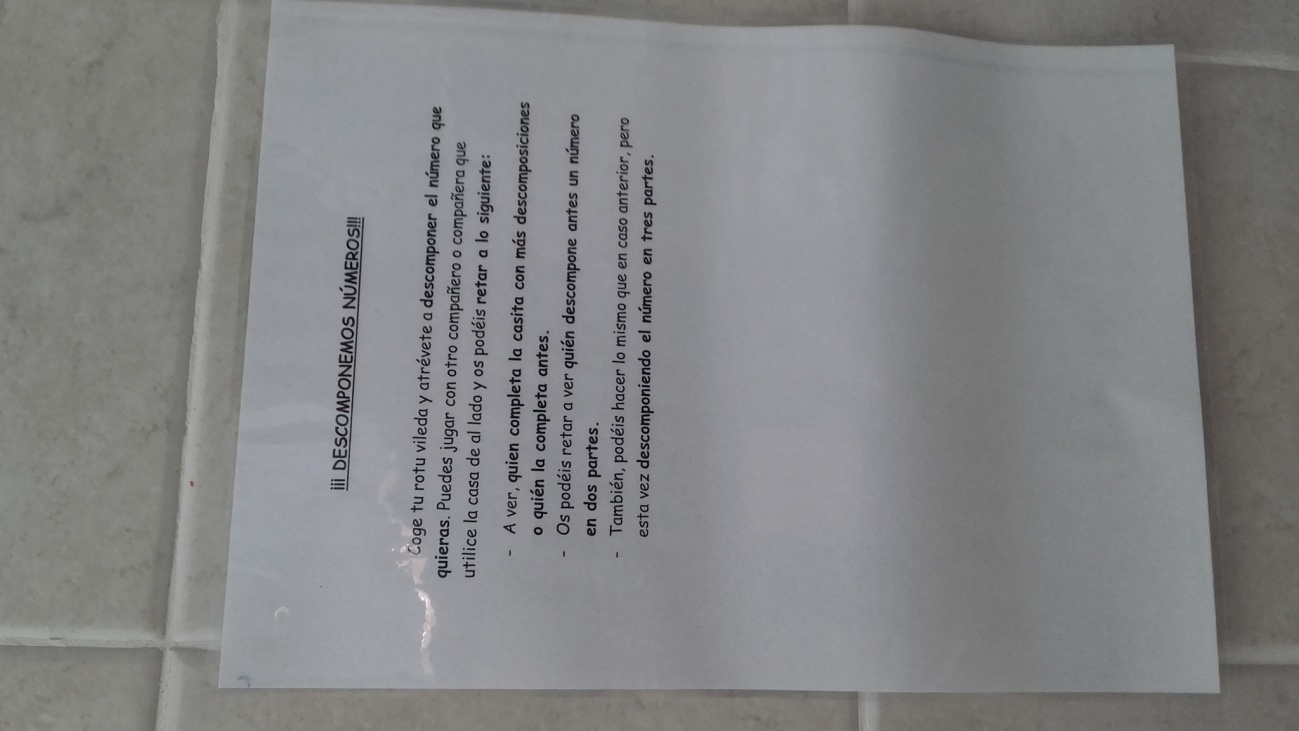 ¡¡¡ DESCOMPONEMOS NÚMEROS!!!
Coge tu rotu vileda y atrévete a descomponer el número que
quieras. Puedes jugar con otro compañero o compañera que
utilice la casa de al lado y os podéis retar a lo siguiente:
- A ver, quien completa la casita con más descomposiciones
o quién la completa antes.
- Os podéis retar a ver quién descompone antes un número
en dos partes.
- También, podéis hacer lo mismo que en caso anterior, pero
esta vez descomponiendo el número en tres partes.